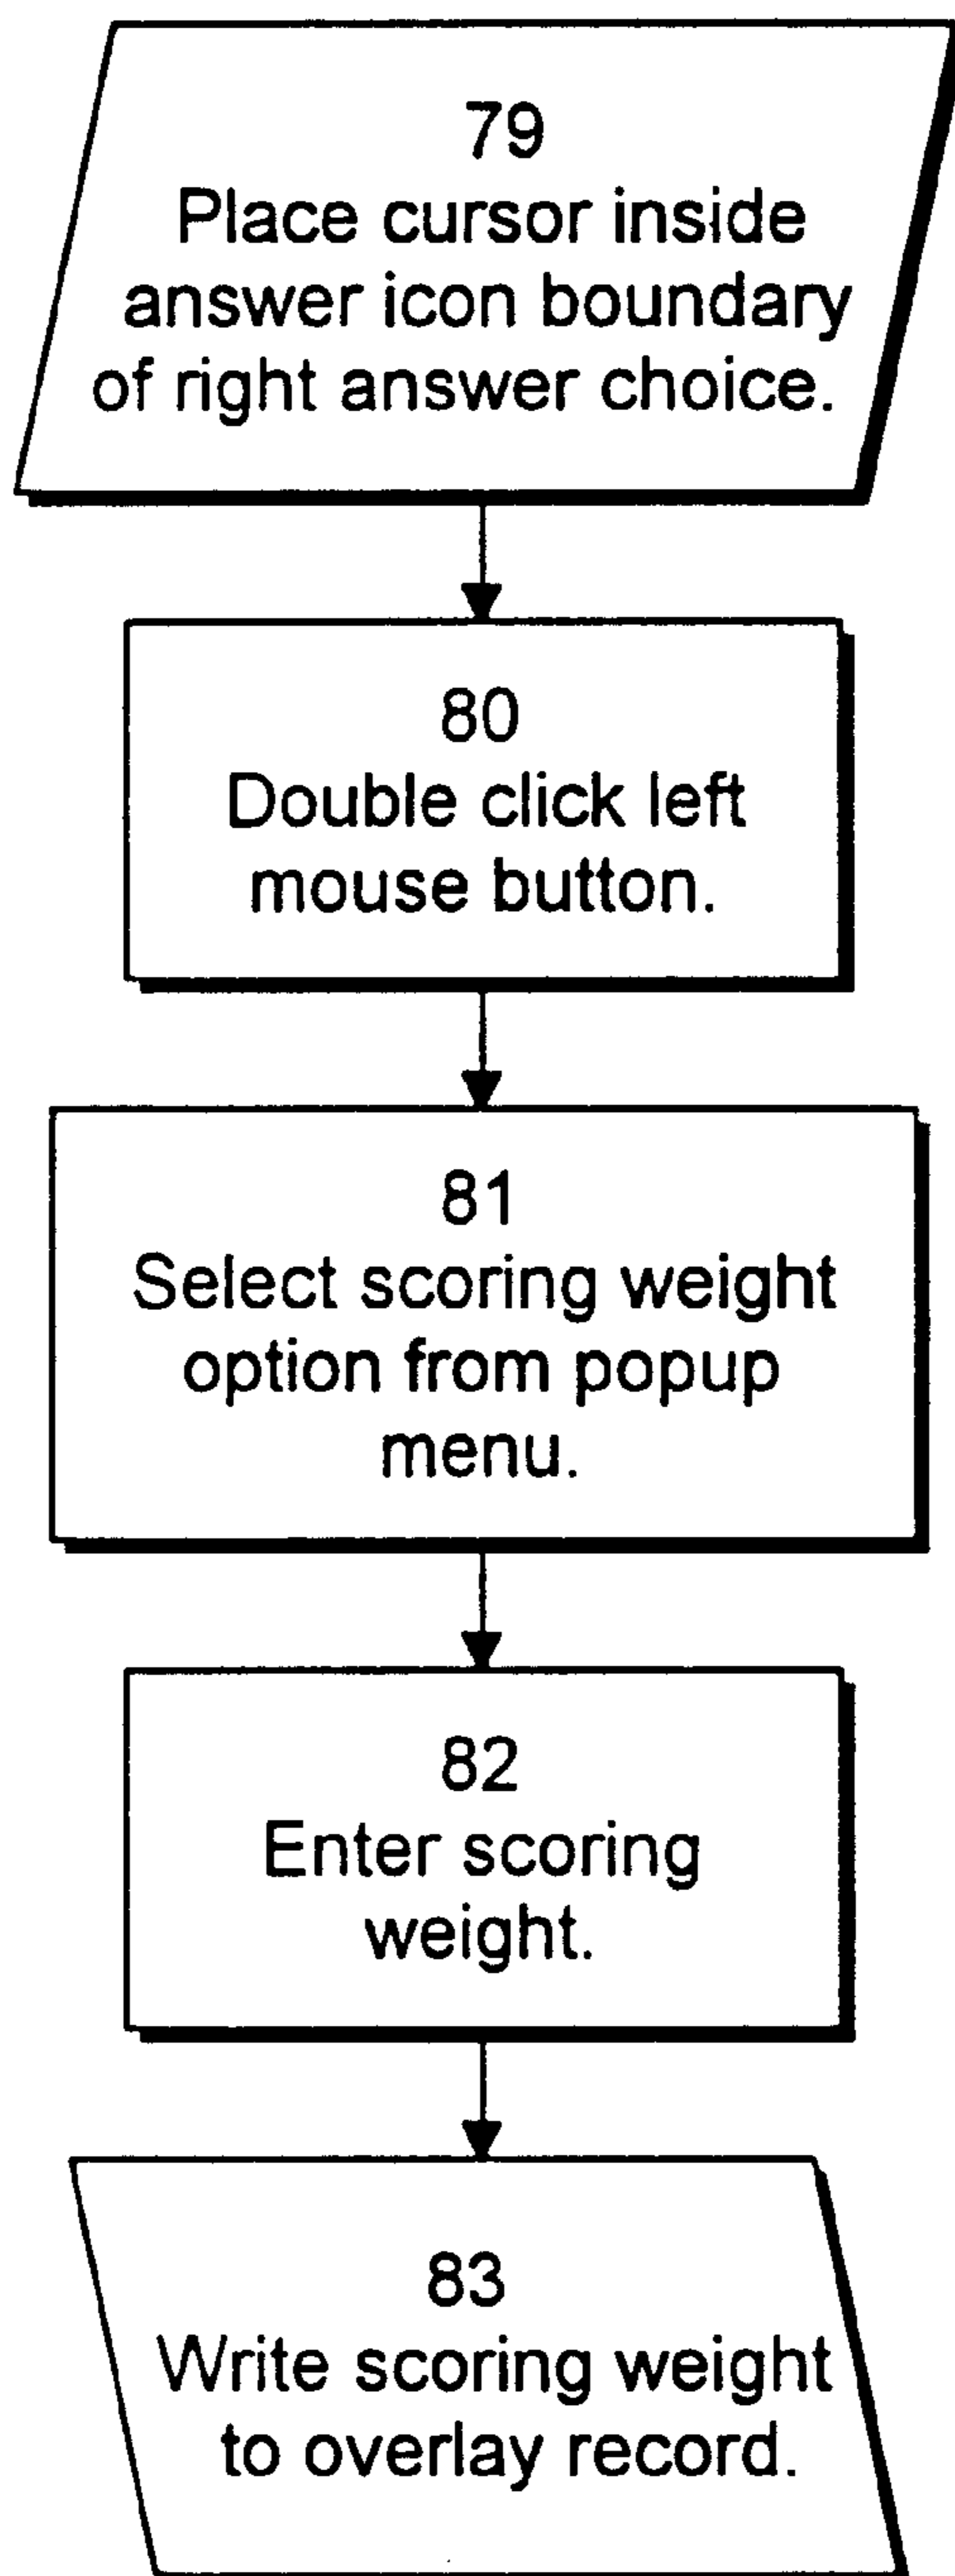 79
Place cursor inside
answer icon boundary
of right answer choice.
80
Double click left
mouse button.
81
Select scoring weight
option from popup
menu.
82
Enter scoring
weight.
83
Write scoring weight
to overlay record.